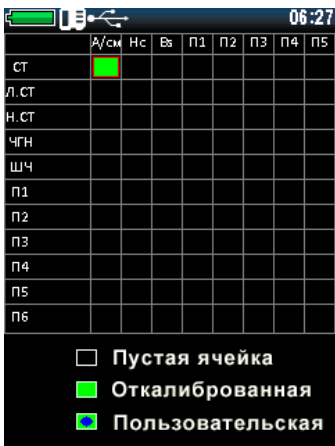 06:27
А/см Нс Вs П1 П2 П3 П4 П5
СТ
Л.СТ
Н.СТ
ЧГН
ШЧ
П1
П2
П3
П4
П5
П6
Пустая ячейка
Откалиброванная
Пользовательская